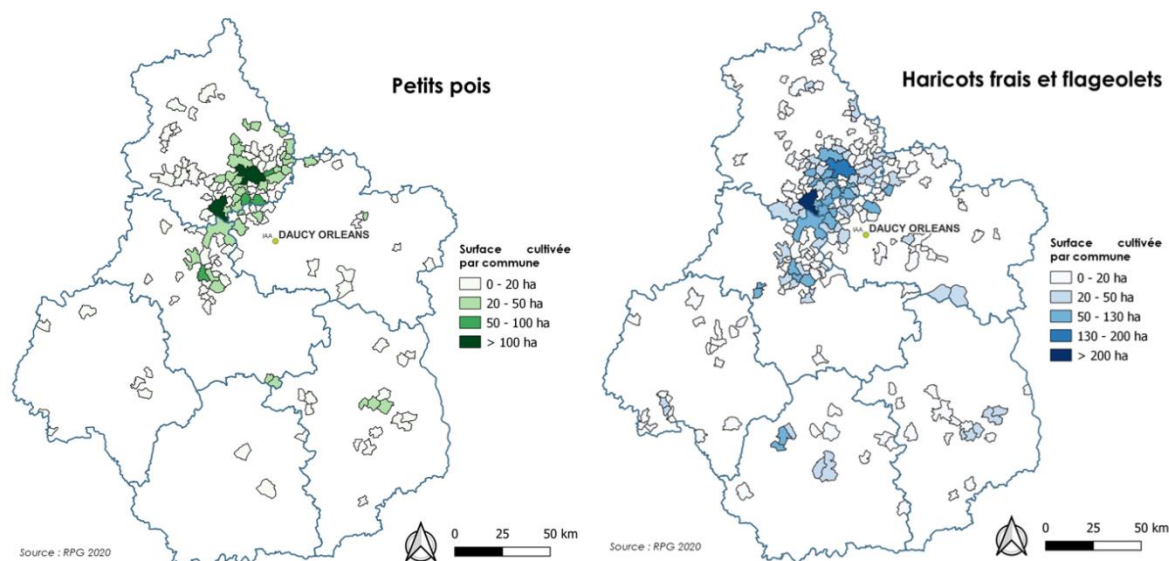 Petits pois
IAA DAUCY ORLEANS
Surface cultivée
par commune
0 - 20 ha
20 - 50 ha
50 - 100 ha
> 100 ha
Source : RPG 2020
0 25 50 km
Haricots frais et flageolets
IAA DAUCY ORLEANS
Surface cultivée
par commune
0 - 20 ha
20 - 50 ha
50 - 130 ha
130 - 200 ha
> 200 ha
Source : RPG 2020
0 25 50 km